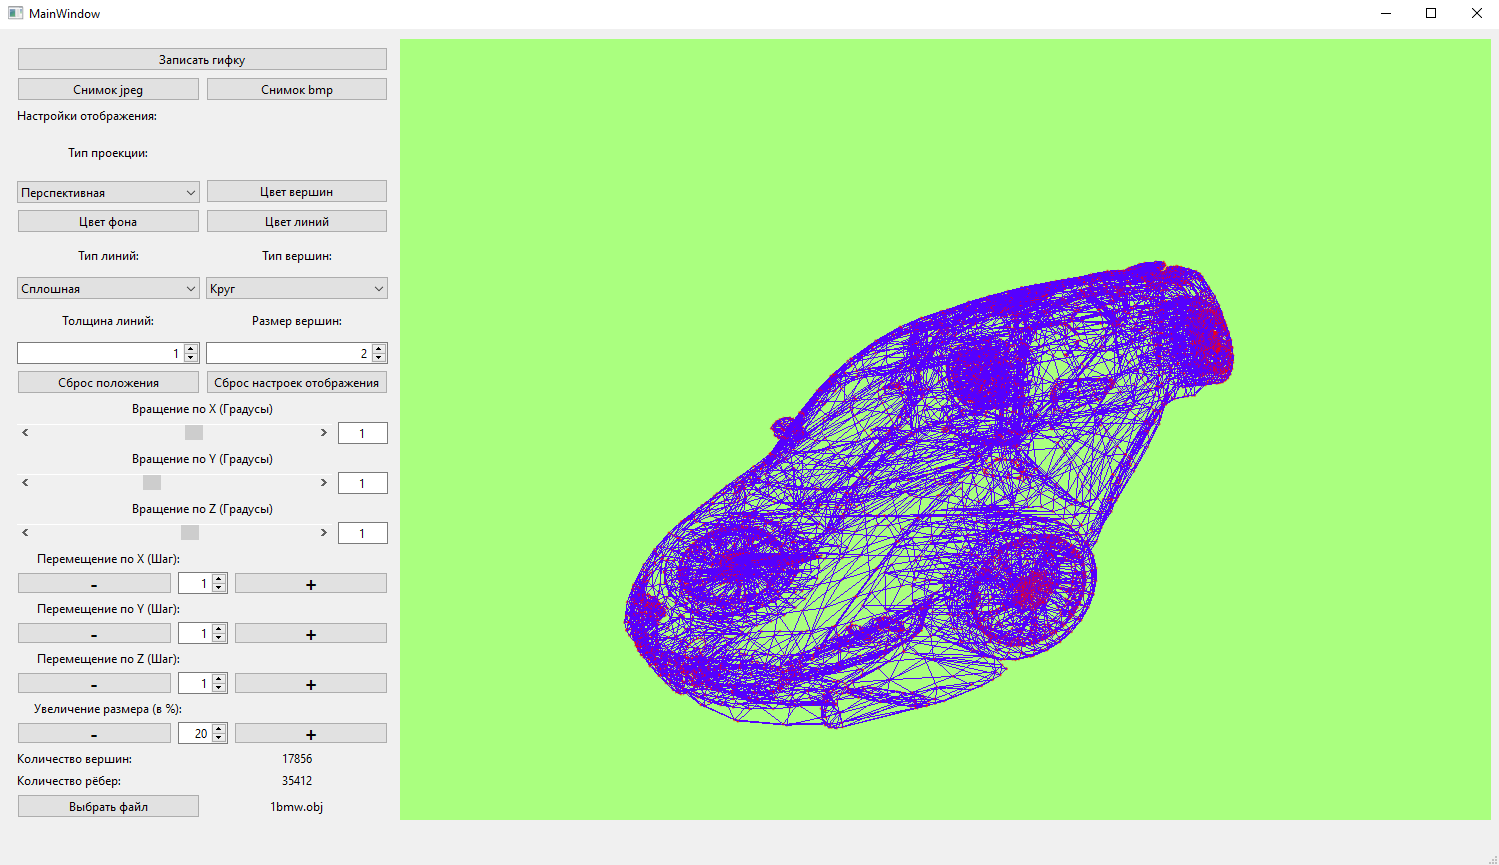 MainWindow
Записать гифку
Снимок jpeg Снимок bmp
Настройки отображения:
Тип проекции:
Перспективная Цвет вершин
Цвет фона Цвет линий
Тип линий: Тип вершин:
Сплошная Круг
Толщина линий: Размер вершин:
1 2
Сброс положения Сброс настроек отображения
Вращение по X (Градусы)
< > 1
Вращение по Y (Градусы)
< > 1
Вращение по Z (Градусы)
< > 1
Перемещение по X (Шаг):
- 1 +
Перемещение по Y (Шаг):
- 1 +
Перемещение по Z (Шаг):
- 1 +
Увеличение размера (в %):
- 20 +
Количество вершин: 17856
Количество рёбер: 35412
Выбрать файл 1bmw.obj